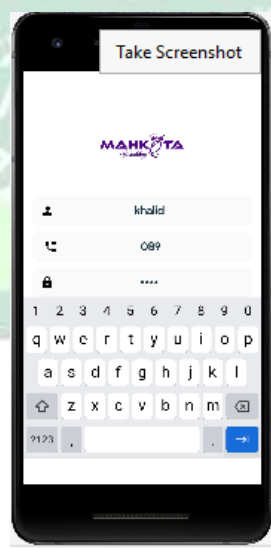 Take Screenshot
MAHKOTA
khalid
089
••••
1 2 3 4 5 6 7 8 9 0
q w e r t y u i o p
a s d f g h j k l
z x c v b n m
?123 , .